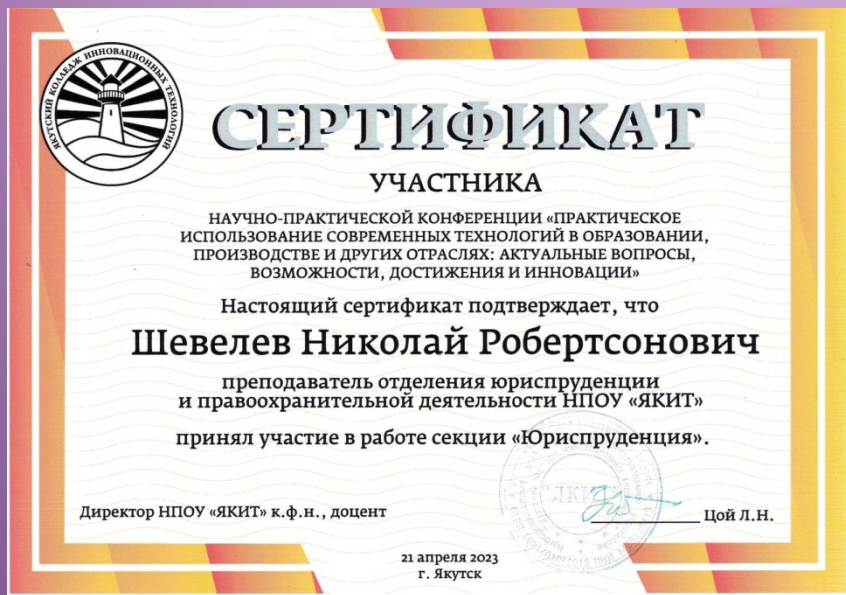 ЯКУТСКИЙ КОЛЛЕДЖ ИННОВАЦИОННЫХ ТЕХНОЛОГИЙ
СЕРТИФИКАТ
УЧАСТНИКА
НАУЧНО-ПРАКТИЧЕСКОЙ КОНФЕРЕНЦИИ «ПРАКТИЧЕСКОЕ
ИСПОЛЬЗОВАНИЕ СОВРЕМЕННЫХ ТЕХНОЛОГИЙ В ОБРАЗОВАНИИ,
ПРОИЗВОДСТВЕ И ДРУГИХ ОТРАСЛЯХ: АКТУАЛЬНЫЕ ВОПРОСЫ,
ВОЗМОЖНОСТИ, ДОСТИЖЕНИЯ И ИННОВАЦИИ»
Настоящий сертификат подтверждает, что
Шевелев Николай Робертсонович
преподаватель отделения юриспруденции
и правоохранительной деятельности НПОУ «ЯКИТ»
принял участие в работе секции «Юриспруденция».
"ЯКИТ"
Директор НПОУ «ЯКИТ» к.ф.н., доцент
Цой Л.Н.
21 апреля 2023
г. Якутск